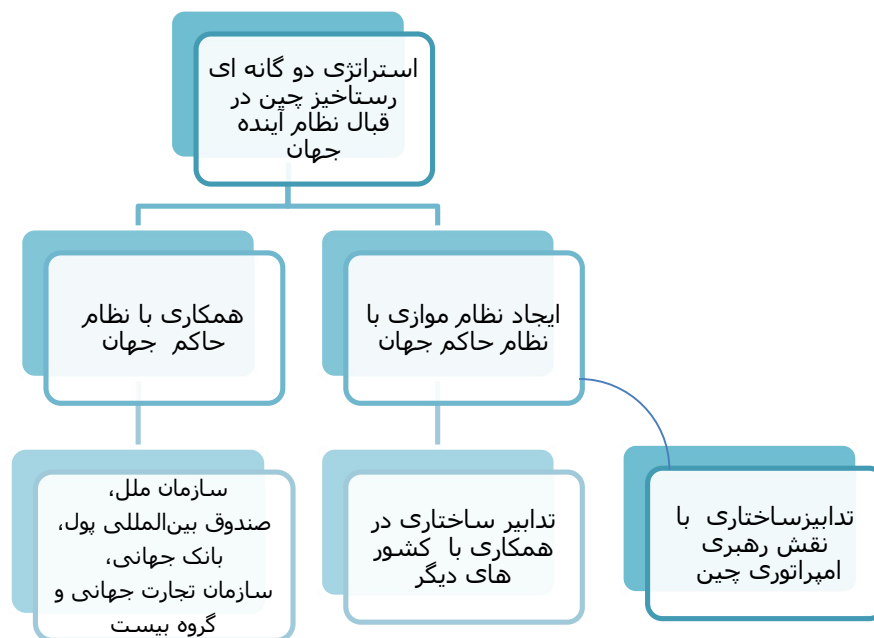 استراتژی دو گانه ای
رستاخیز چین در
قبال نظام آینده
جهان
ایجاد نظام موازی با
نظام حاکم جهان
همکاری با نظام
حاکم جهان
تدابیزساختاری با
نقش رهبری
امپراتوری چین
تدابیر ساختاری در
همکاری با کشور
های دیگر
سازمان ملل،
صندوق بین‌المللی پول،
بانک جهانی،
سازمان تجارت جهانی و
گروه بیست